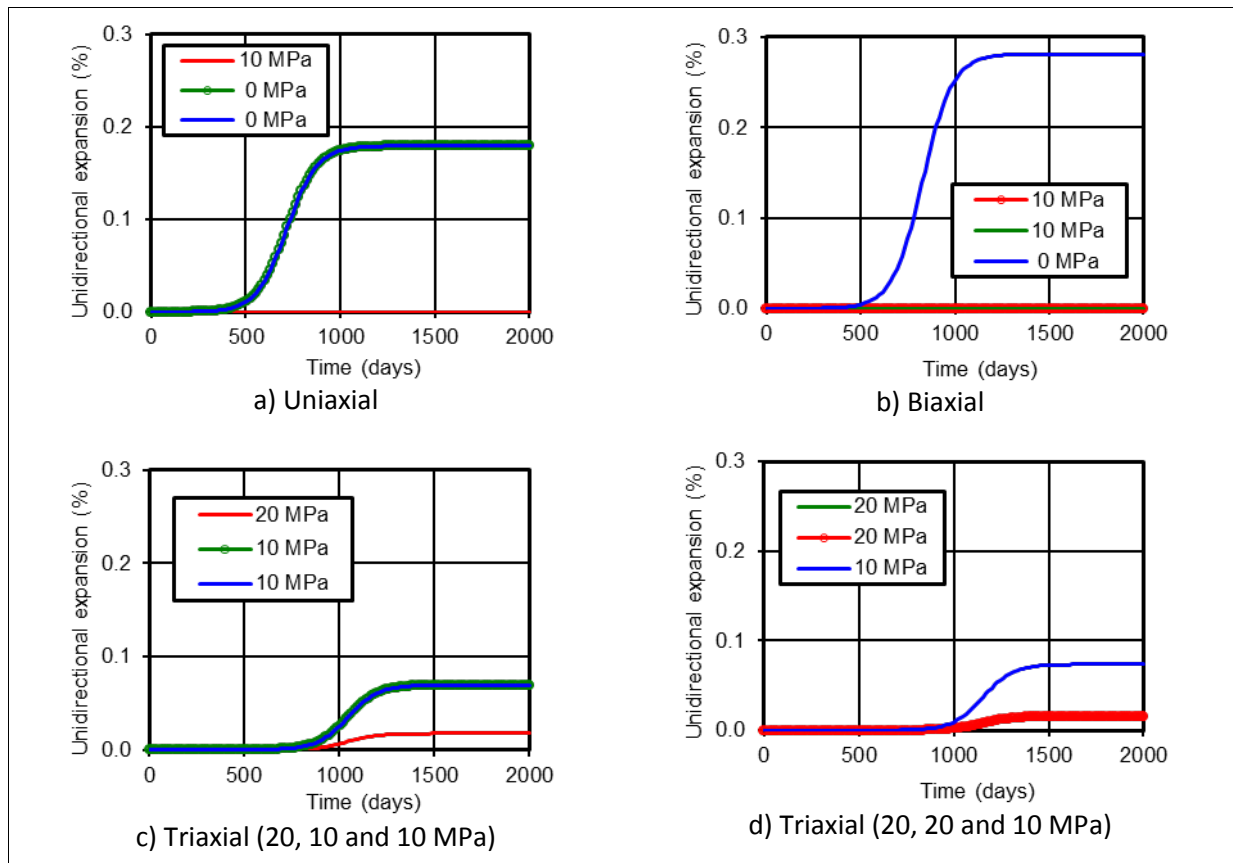 Unidirectional expansion (%)
0.3
0.2
0.1
0.0
10 MPa
0 MPa
0 MPa
0 500 1000 1500 2000
Time (days)
a) Uniaxial
Unidirectional expansion (%)
0.3
0.2
0.1
0.0
10 MPa
10 MPa
0 MPa
0 500 1000 1500 2000
Time (days)
b) Biaxial
Unidirectional expansion (%)
0.3
0.2
0.1
0.0
20 MPa
10 MPa
10 MPa
0 500 1000 1500 2000
Time (days)
c) Triaxial (20, 10 and 10 MPa)
Unidirectional expansion (%)
0.3
0.2
0.1
0.0
20 MPa
20 MPa
10 MPa
0 500 1000 1500 2000
Time (days)
d) Triaxial (20, 20 and 10 MPa)